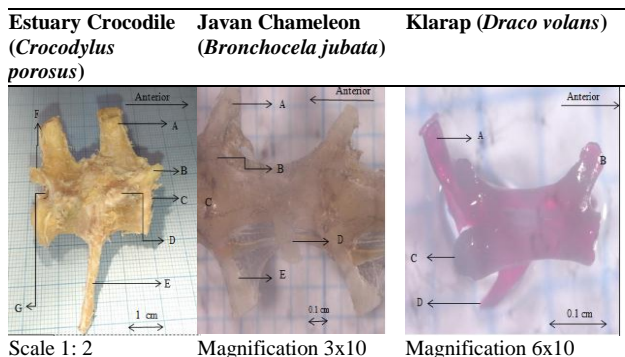 Estuary Crocodile
(Crocodylus
porosus)
Javan Chameleon
(Bronchocela jubata)
Klarap (Draco volans)
Anterior
F
A
B
C
D
E
G
1 cm
Anterior
A
B
C
D
E
0.1 cm
Anterior
A
B
C
D
0.1 cm
Scale 1: 2
Magnification 3x10
Magnification 6x10